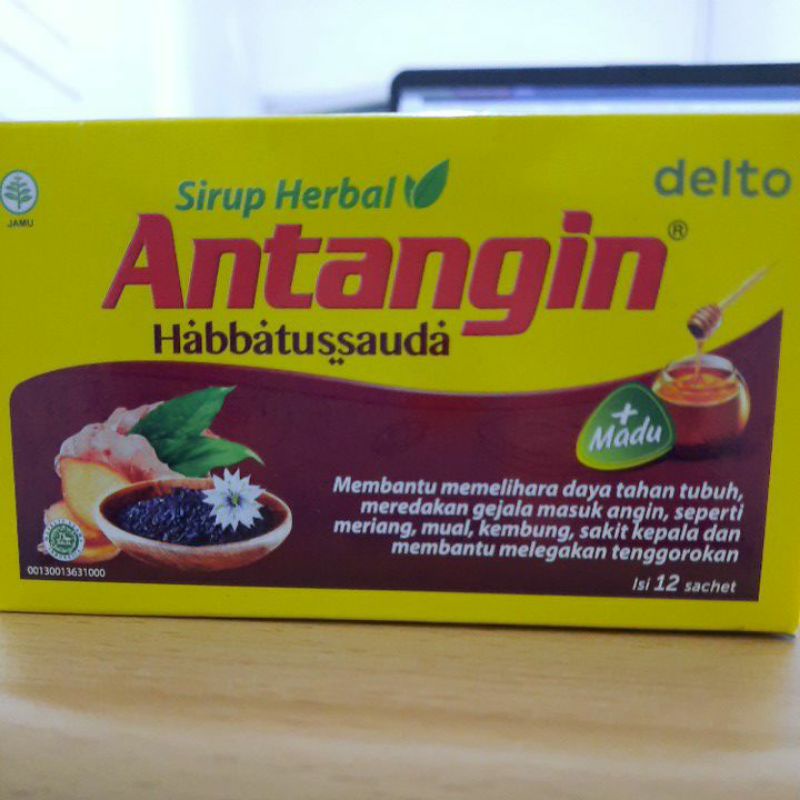 delto
Sirup Herbal
JAMU
Antangin®
Habbatussauda
+
Madu
Membantu memelihara daya tahan tubuh,
meredakan gejala masuk angin, seperti
meriang, mual, kembung, sakit kepala dan
membantu melegakan tenggorokan
00130013631000
Isi 12 sachet